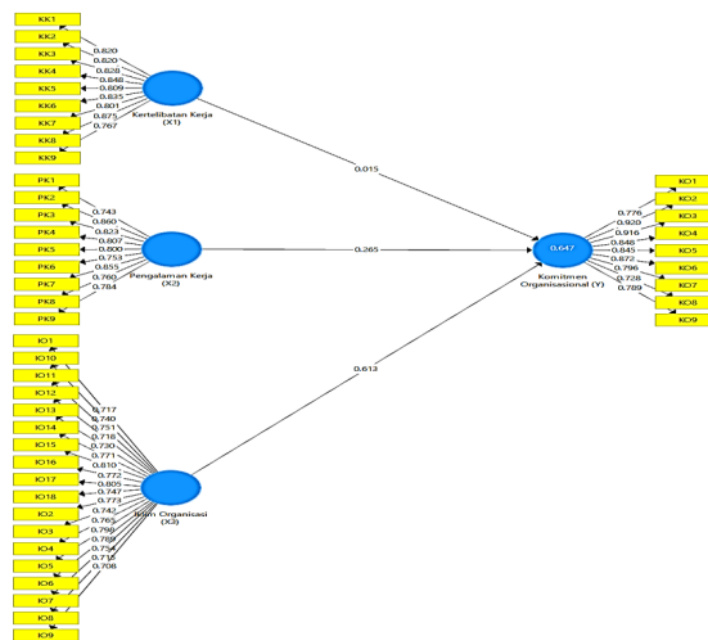 KK1
KK2
KK3
KK4
KK5
KK6
KK7
KK8
KK9
0.820
0.820
0.828
0.848
0.809
0.835
0.801
0.875
0.767
Kertelibatan Kerja
(X1)
0.015
PK1
PK2
PK3
PK4
PK5
PK6
PK7
PK8
PK9
0.743
0.860
0.823
0.807
0.800
0.753
0.855
0.760
0.784
Pengalaman Kerja
(X2)
0.265
IO1
IO10
IO11
IO12
IO13
IO14
IO15
IO16
IO17
IO18
IO2
IO3
IO4
IO5
IO6
IO7
IO8
IO9
0.717
0.740
0.751
0.718
0.730
0.771
0.810
0.772
0.805
0.747
0.773
0.742
0.765
0.798
0.789
0.754
0.715
0.708
Iklim Organisasi
(X3)
0.613
0.647
Komitmen
Organisasional (Y)
0.776
0.920
0.916
0.848
0.845
0.872
0.796
0.728
0.789
KO1
KO2
KO3
KO4
KO5
KO6
KO7
KO8
KO9